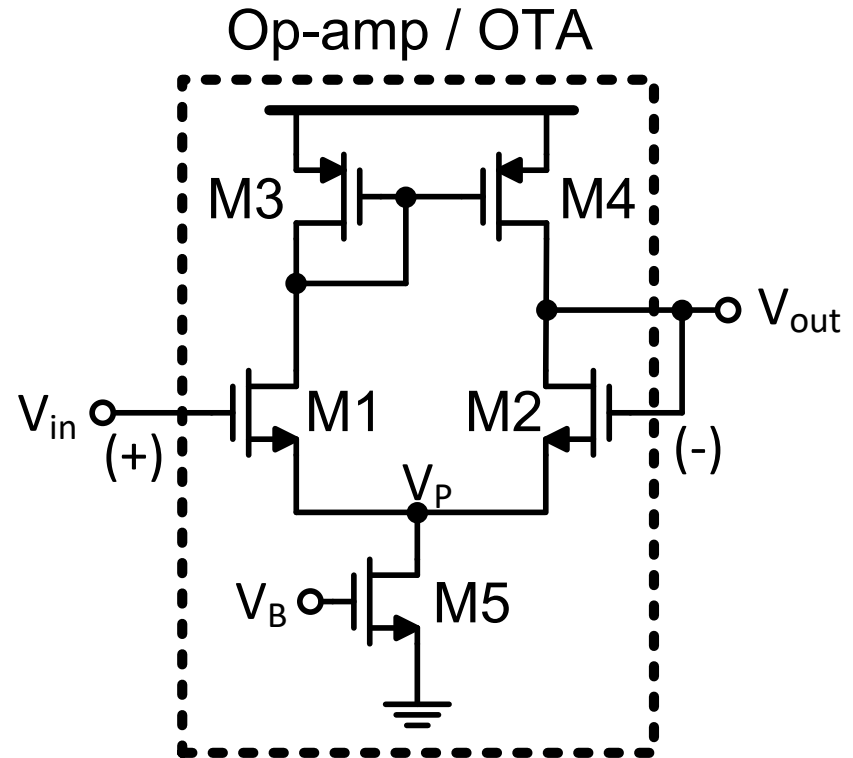 Op-amp / OTA
M3
M4
Vout
Vin
(+)
M1
M2
(-)
VP
VB
M5